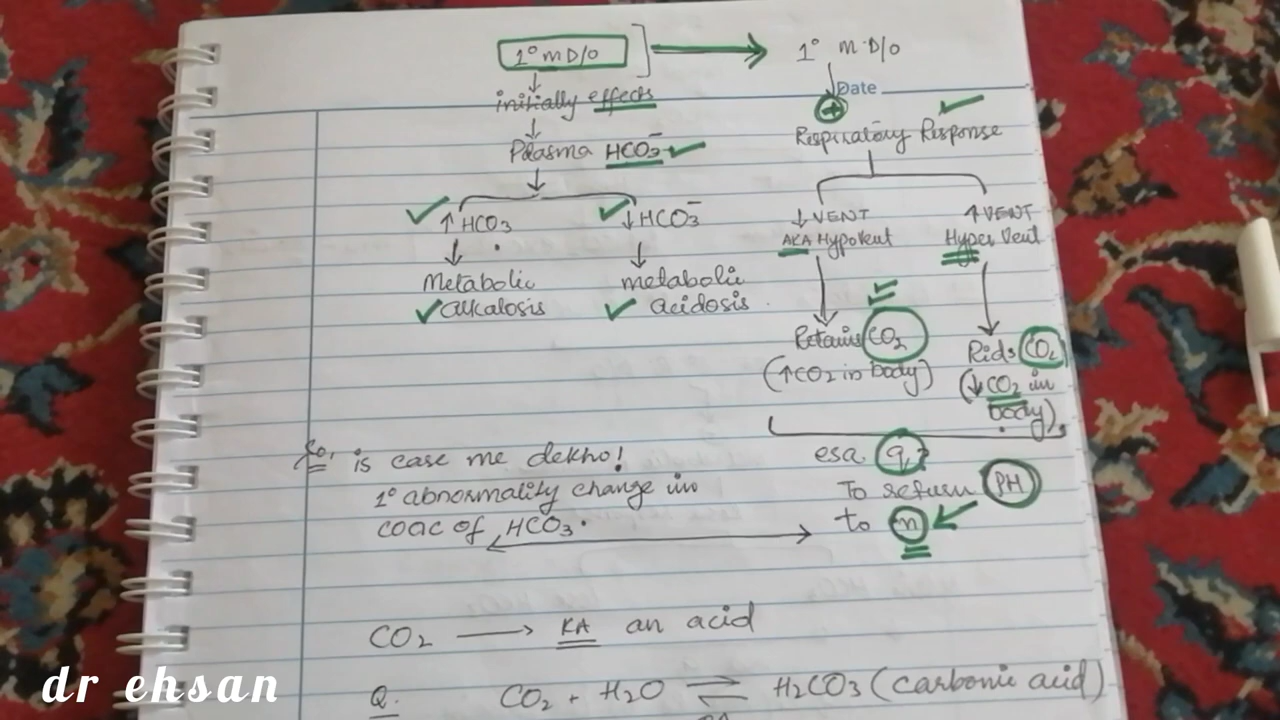 1° m D/o
initially effects
Plasma HCO3⁻
↑ HCO3
Metabolic
Alkalosis
↓ HCO3⁻
metabolic
acidosis
1° M.D/o
Date
+
Respiratory Response
↓ VENT
AKA Hypovent
Retains CO2
(↑CO2 in body)
↑ VENT
Hyper Vent
Rids CO2
(↓CO2 in
body)
esa q?
To return PH
to n
So, is case me dekho!
1° abnormality change in
conc of HCO3⁻
CO2 → KA an acid
Q. CO2 + H2O ⇌ H2CO3 (carbonic acid)
dr ehsan